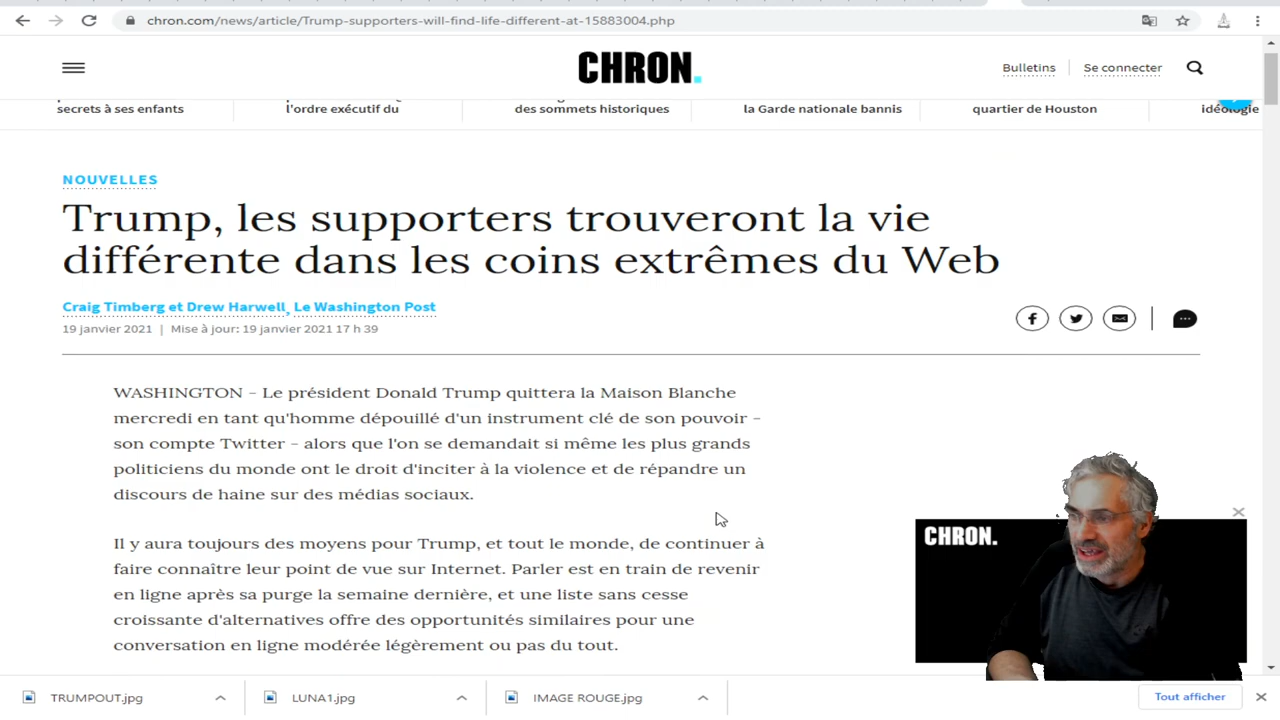 chron.com/news/article/Trump-supporters-will-find-life-different-at-15883004.php
CHRON.
Bulletins
Se connecter
secrets à ses enfants
l'ordre exécutif du
des sommets historiques
la Garde nationale bannis
quartier de Houston
idéologie
NOUVELLES
Trump, les supporters trouveront la vie
différente dans les coins extrêmes du Web
Craig Timberg et Drew Harwell, Le Washington Post
19 janvier 2021 | Mise à jour: 19 janvier 2021 17 h 39
WASHINGTON - Le président Donald Trump quittera la Maison Blanche
mercredi en tant qu'homme dépouillé d'un instrument clé de son pouvoir -
son compte Twitter - alors que l'on se demandait si même les plus grands
politiciens du monde ont le droit d'inciter à la violence et de répandre un
discours de haine sur des médias sociaux.
Il y aura toujours des moyens pour Trump, et tout le monde, de continuer à
faire connaître leur point de vue sur Internet. Parler est en train de revenir
en ligne après sa purge la semaine dernière, et une liste sans cesse
croissante d'alternatives offre des opportunités similaires pour une
conversation en ligne modérée légèrement ou pas du tout.
CHRON.
TRUMPOUT.jpg
LUNA1.jpg
IMAGE ROUGE.jpg
Tout afficher